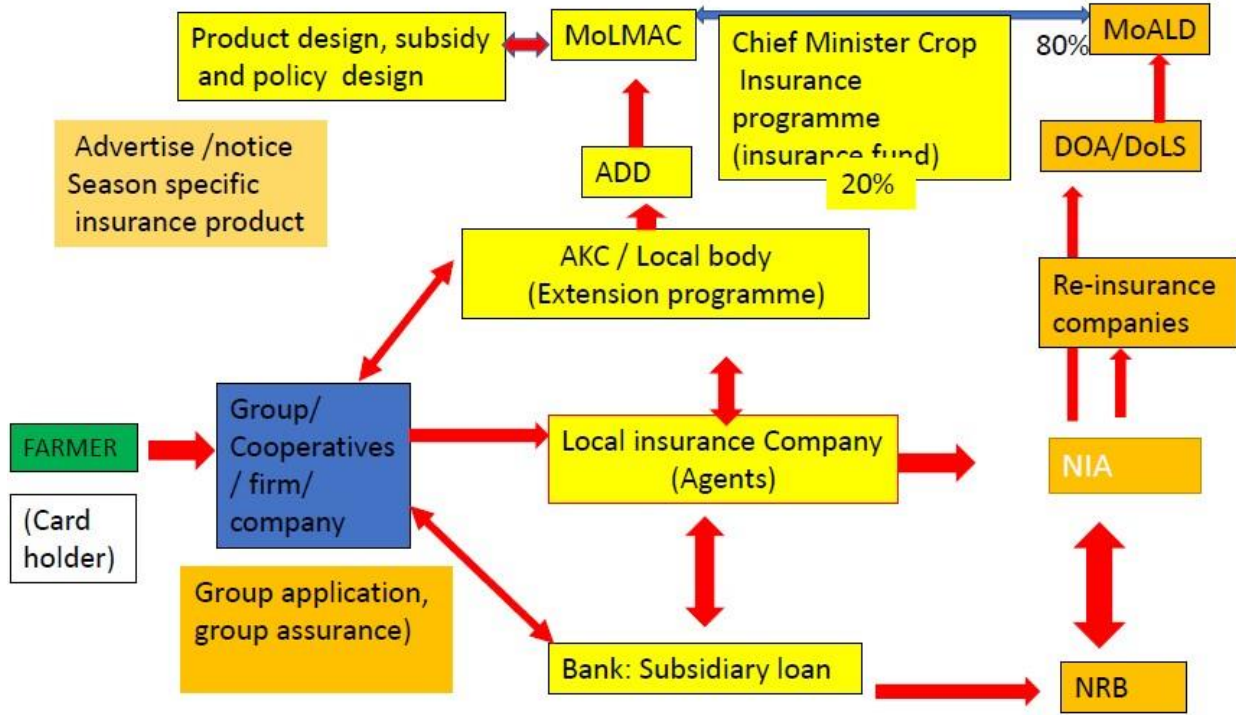 Product design, subsidy
and policy design
MoLMAC
Chief Minister Crop
Insurance
programme
(insurance fund)
20%
80%
MoALD
Advertise /notice
Season specific
insurance product
ADD
DOA/DoLS
AKC / Local body
(Extension programme)
Re-insurance
companies
FARMER
(Card
holder)
Group/
Cooperatives
/ firm/
company
Local insurance Company
(Agents)
NIA
Group application,
group assurance)
Bank: Subsidiary loan
NRB